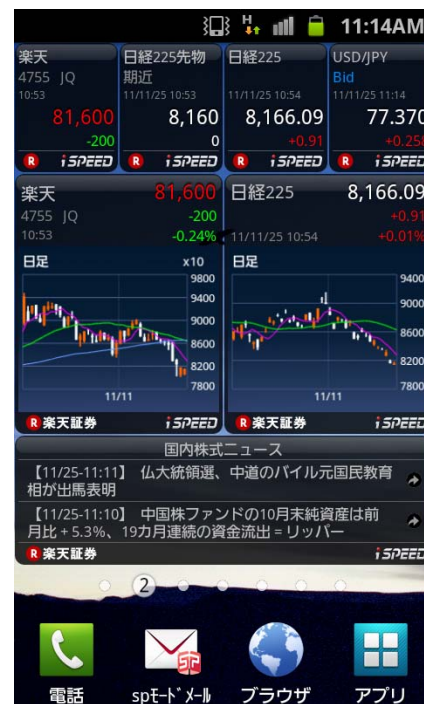 11:14AM
楽天
4755 JQ
10:53
81,600
-200
R iSPEED
日経225先物
期近
11/11/25 10:53
8,160
0
R iSPEED
日経225
11/11/25 10:54
8,166.09
+0.91
R iSPEED
USD/JPY
Bid
11/11/25 11:14
77.370
+0.258
R iSPEED
楽天 81,600
4755 JQ -200
10:53 -0.24%
日足 x10
9800
9400
9000
8600
8200
7800
11/11
R 楽天証券 iSPEED
日経225 8,166.09
+0.91
11/11/25 10:54 +0.01%
日足
9400
9000
8600
8200
7800
11/11
R 楽天証券 iSPEED
国内株式ニュース
【11/25-11:11】 仏大統領選、中道のバイル元国民教育
相が出馬表明
【11/25-11:10】 中国株ファンドの10月末純資産は前
月比+5.3%、19カ月連続の資金流出=リッパー
R 楽天証券 iSPEED
2
電話
spモードメール
ブラウザ
アプリ